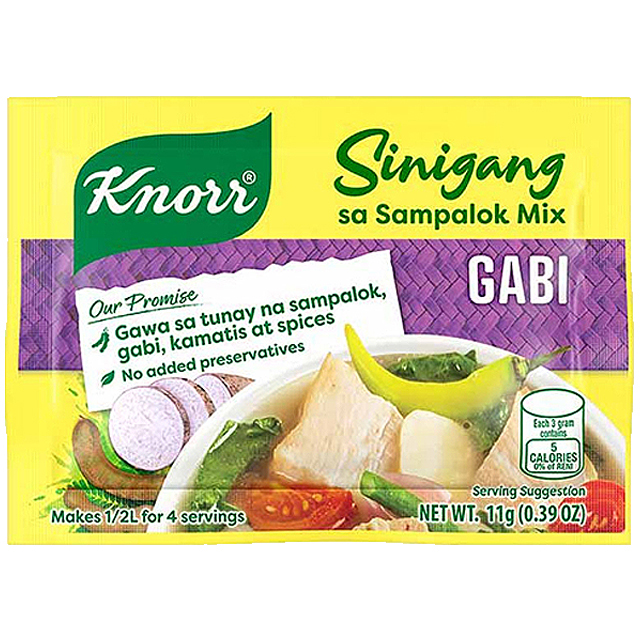 Knorr®
Sinigang
sa Sampalok Mix
GABI
Our Promise
Gawa sa tunay na sampalok,
gabi, kamatis at spices
No added preservatives
Each 3 gram
contains
5
CALORIES
0% of RENI
Serving Suggestion
Makes 1/2L for 4 servings
NET WT. 11g (0.39 OZ)